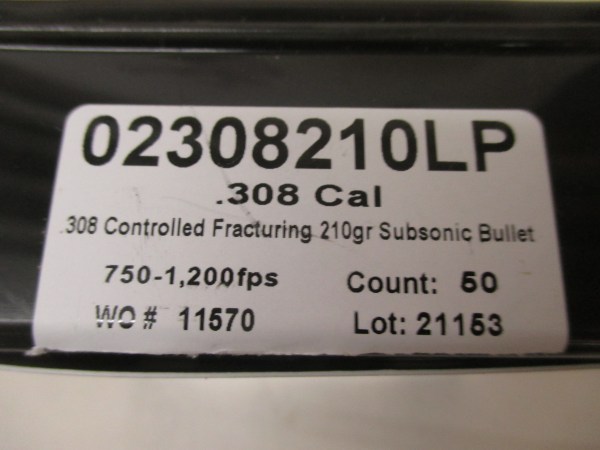 02308210LP
.308 Cal
.308 Controlled Fracturing 210gr Subsonic Bullet
750-1,200fps Count: 50
WO # 11570 Lot: 21153